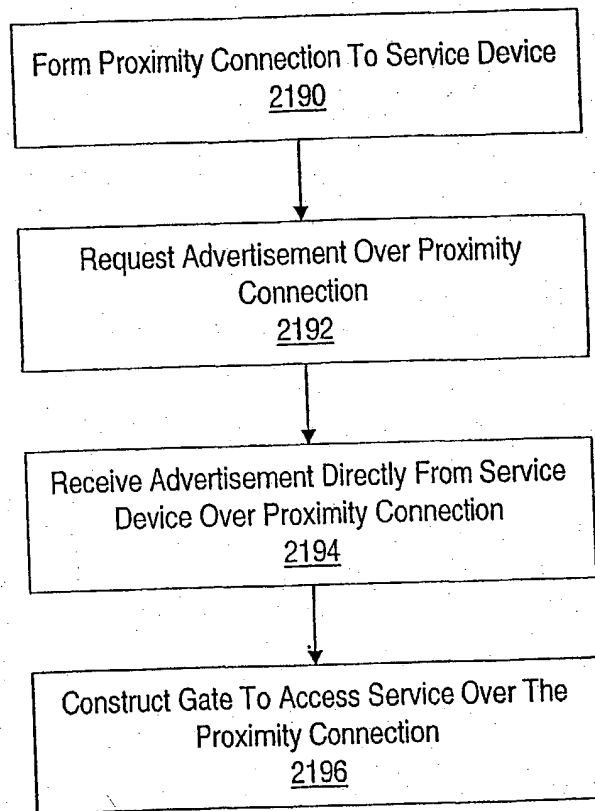 Form Proximity Connection To Service Device
2190
Request Advertisement Over Proximity
Connection
2192
Receive Advertisement Directly From Service
Device Over Proximity Connection
2194
Construct Gate To Access Service Over The
Proximity Connection
2196